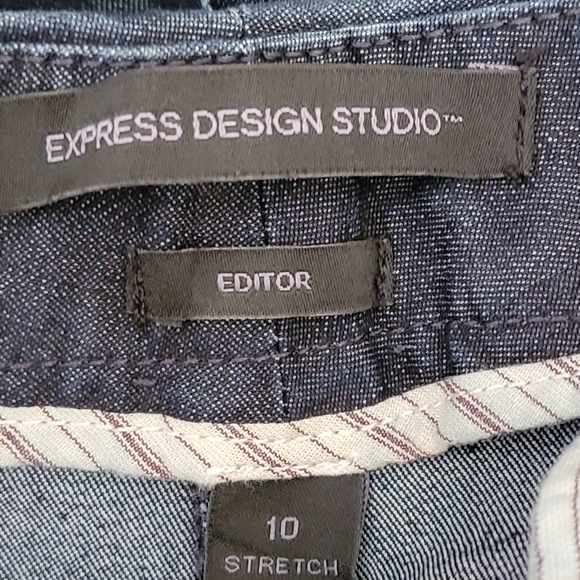 EXPRESS DESIGN STUDIO™
EDITOR
10
STRETCH